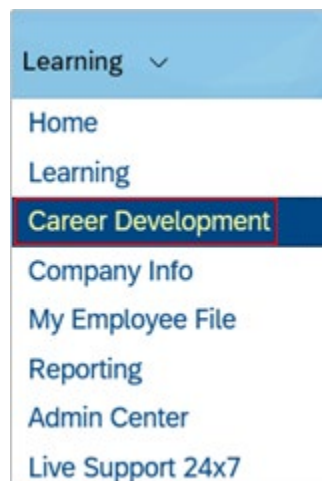 Learning
Home
Learning
Career Development
Company Info
My Employee File
Reporting
Admin Center
Live Support 24x7